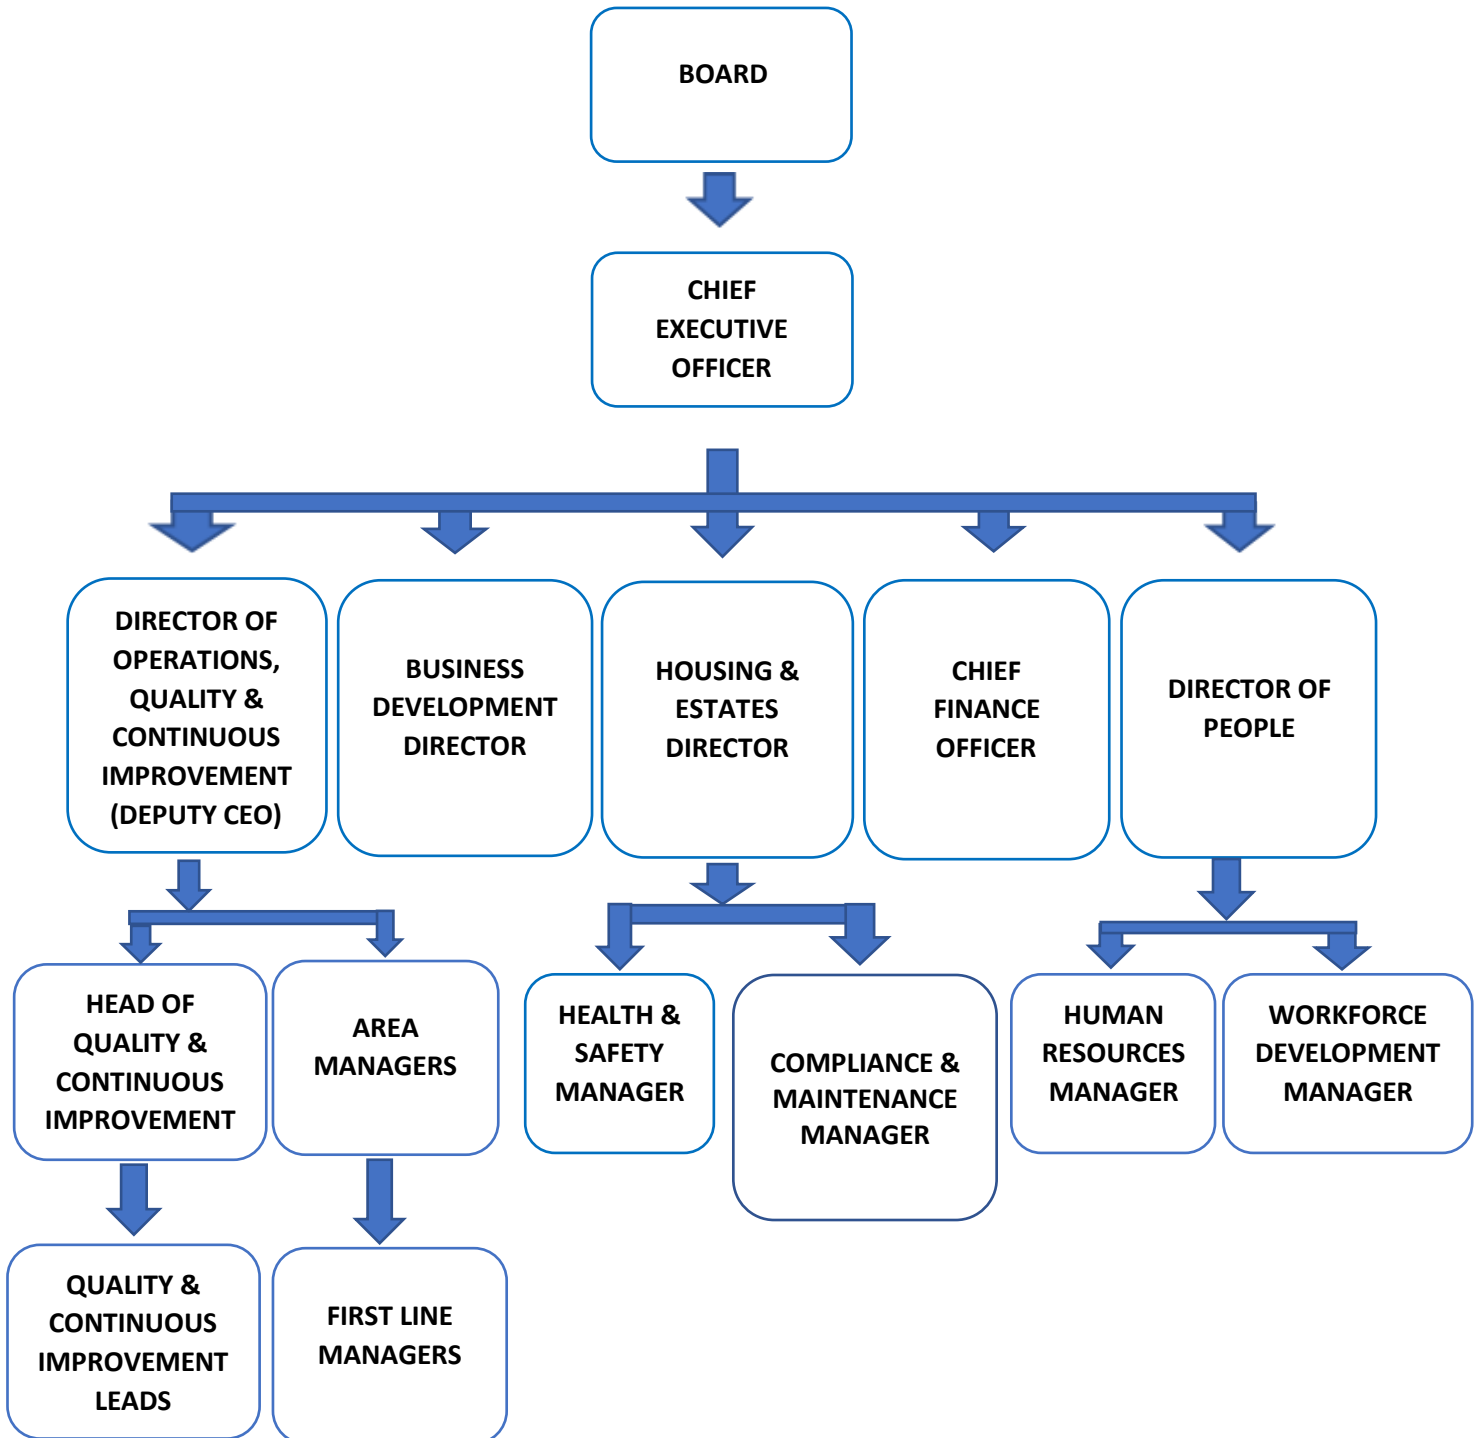 BOARD
CHIEF
EXECUTIVE
OFFICER
DIRECTOR OF
OPERATIONS,
QUALITY &
CONTINUOUS
IMPROVEMENT
(DEPUTY CEO)
BUSINESS
DEVELOPMENT
DIRECTOR
HOUSING &
ESTATES
DIRECTOR
CHIEF
FINANCE
OFFICER
DIRECTOR OF
PEOPLE
HEAD OF
QUALITY &
CONTINUOUS
IMPROVEMENT
AREA
MANAGERS
HEALTH &
SAFETY
MANAGER
COMPLIANCE &
MAINTENANCE
MANAGER
HUMAN
RESOURCES
MANAGER
WORKFORCE
DEVELOPMENT
MANAGER
QUALITY &
CONTINUOUS
IMPROVEMENT
LEADS
FIRST LINE
MANAGERS